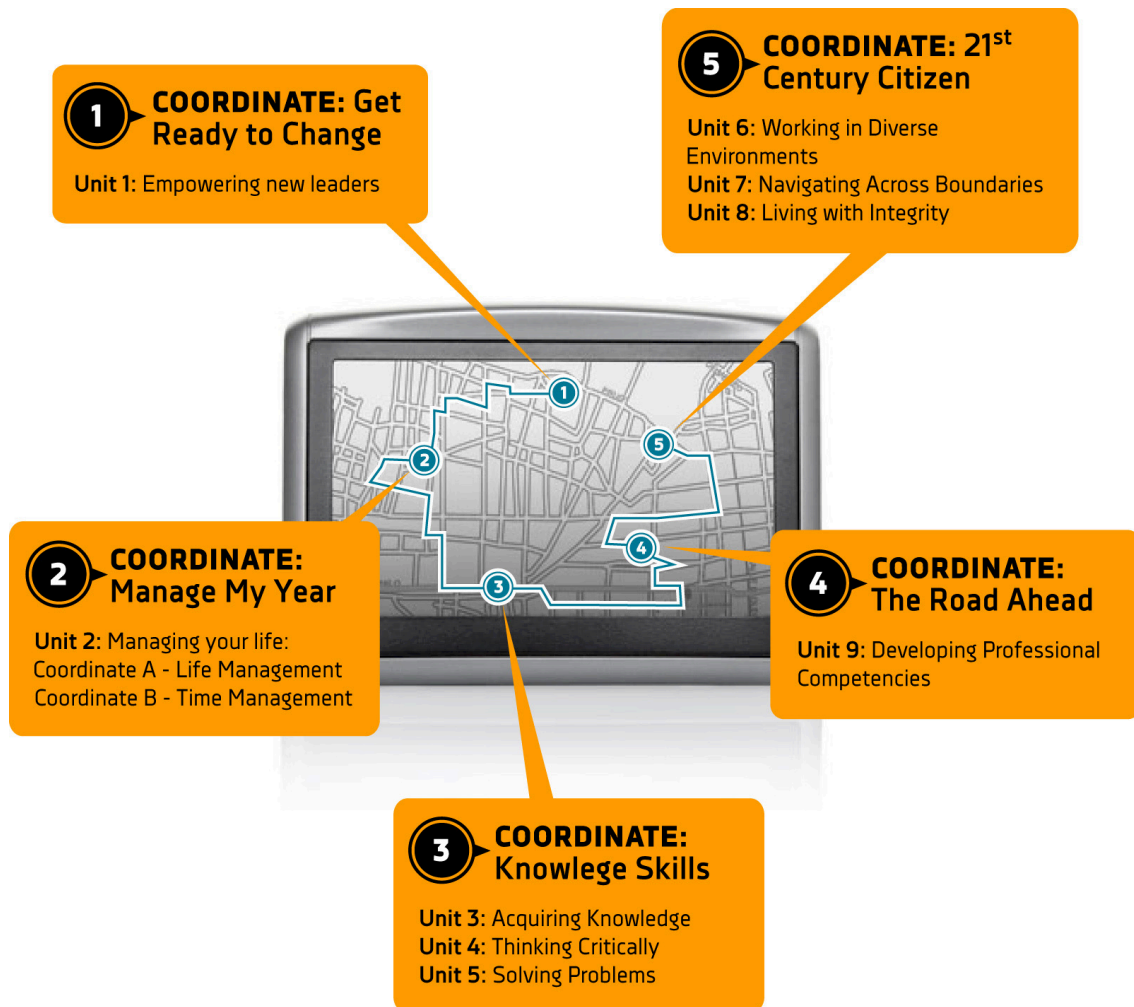 1
COORDINATE: Get
Ready to Change
Unit 1: Empowering new leaders
5
COORDINATE: 21st
Century Citizen
Unit 6: Working in Diverse
Environments
Unit 7: Navigating Across Boundaries
Unit 8: Living with Integrity
1
2
5
4
3
2
COORDINATE:
Manage My Year
Unit 2: Managing your life:
Coordinate A - Life Management
Coordinate B - Time Management
4
COORDINATE:
The Road Ahead
Unit 9: Developing Professional
Competencies
3
COORDINATE:
Knowlege Skills
Unit 3: Acquiring Knowledge
Unit 4: Thinking Critically
Unit 5: Solving Problems